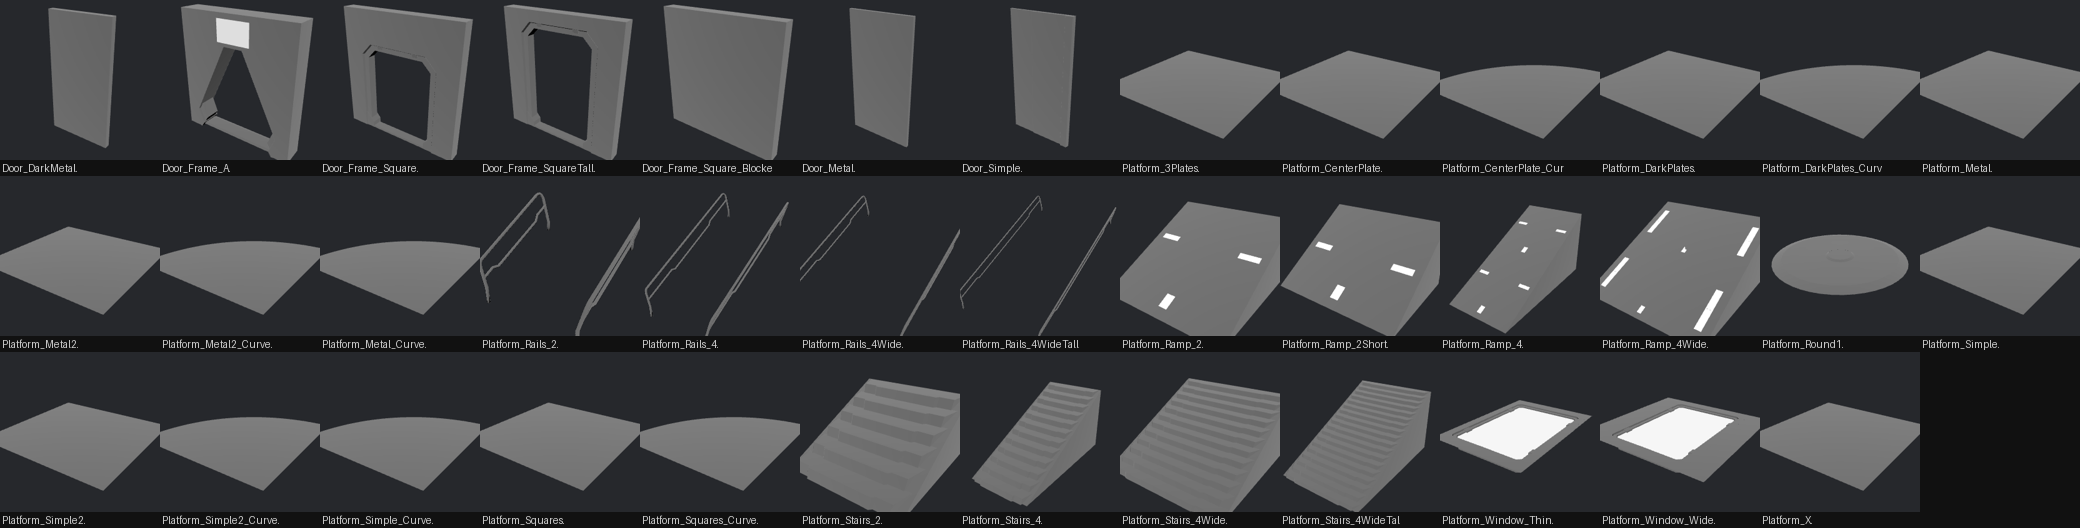 Door_DarkMetal.
Door_Frame_A.
Door_Frame_Square.
Door_Frame_SquareTall.
Door_Frame_Square_Blocke
Door_Metal.
Door_Simple.
Platform_3Plates.
Platform_CenterPlate.
Platform_CenterPlate_Cur
Platform_DarkPlates.
Platform_DarkPlates_Curv
Platform_Metal.
Platform_Metal2.
Platform_Metal2_Curve.
Platform_Metal_Curve.
Platform_Rails_2.
Platform_Rails_4.
Platform_Rails_4Wide.
Platform_Rails_4WideTall
Platform_Ramp_2.
Platform_Ramp_2Short.
Platform_Ramp_4.
Platform_Ramp_4Wide.
Platform_Round1.
Platform_Simple.
Platform_Simple2.
Platform_Simple2_Curve.
Platform_Simple_Curve.
Platform_Squares.
Platform_Squares_Curve.
Platform_Stairs_2.
Platform_Stairs_4.
Platform_Stairs_4Wide.
Platform_Stairs_4WideTal
Platform_Window_Thin.
Platform_Window_Wide.
Platform_X.